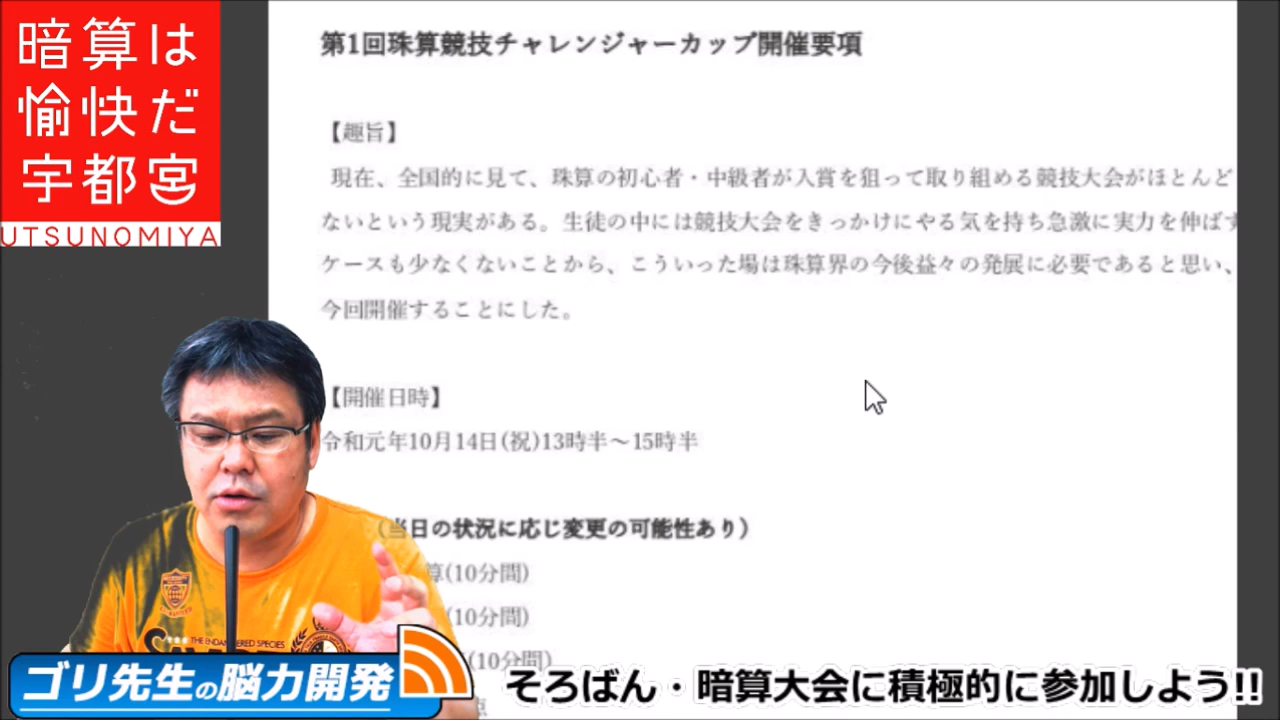 暗算は
愉快だ
宇都宮
UTSUNOMIYA
第1回珠算競技チャレンジャーカップ開催要項
【趣旨】
現在、全国的に見て、珠算の初心者・中級者が入賞を狙って取り組める競技大会がほとんど
ないという現実がある。生徒の中には競技大会をきっかけにやる気を持ち急激に実力を伸ばす
ケースも少なくないことから、こういった場は珠算界の今後益々の発展に必要であると思い、
今回開催することにした。
【開催日時】
令和元年10月14日(祝)13時半～15時半
(当日の状況に応じ変更の可能性あり)
算(10分間)
(10分間)
(10分間)
THE ENDANGERED SPECIES
ゴリ先生の脳力開発
そろばん・暗算大会に積極的に参加しよう!!